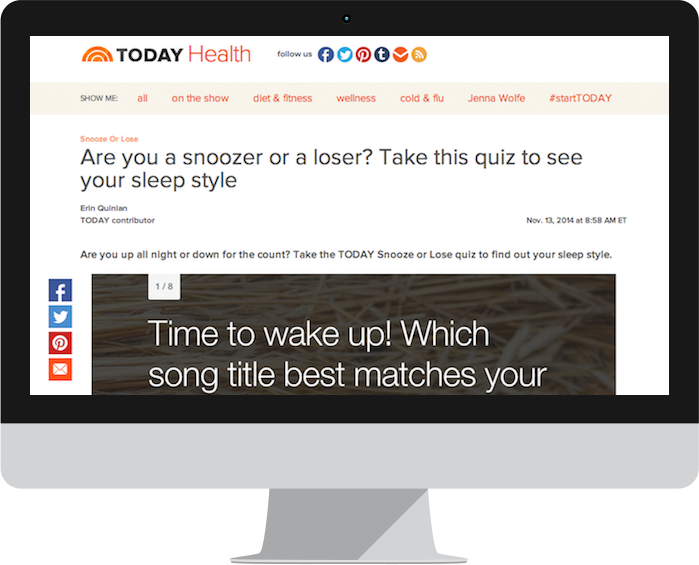 TODAY Health
follow us
SHOW ME: all on the show diet & fitness wellness cold & flu Jenna Wolfe #startTODAY
Snooze Or Lose
Are you a snoozer or a loser? Take this quiz to see
your sleep style
Erin Quinlan
TODAY contributor
Nov. 13, 2014 at 8:58 AM ET
Are you up all night or down for the count? Take the TODAY Snooze or Lose quiz to find out your sleep style.
1 / 8
Time to wake up! Which
song title best matches your